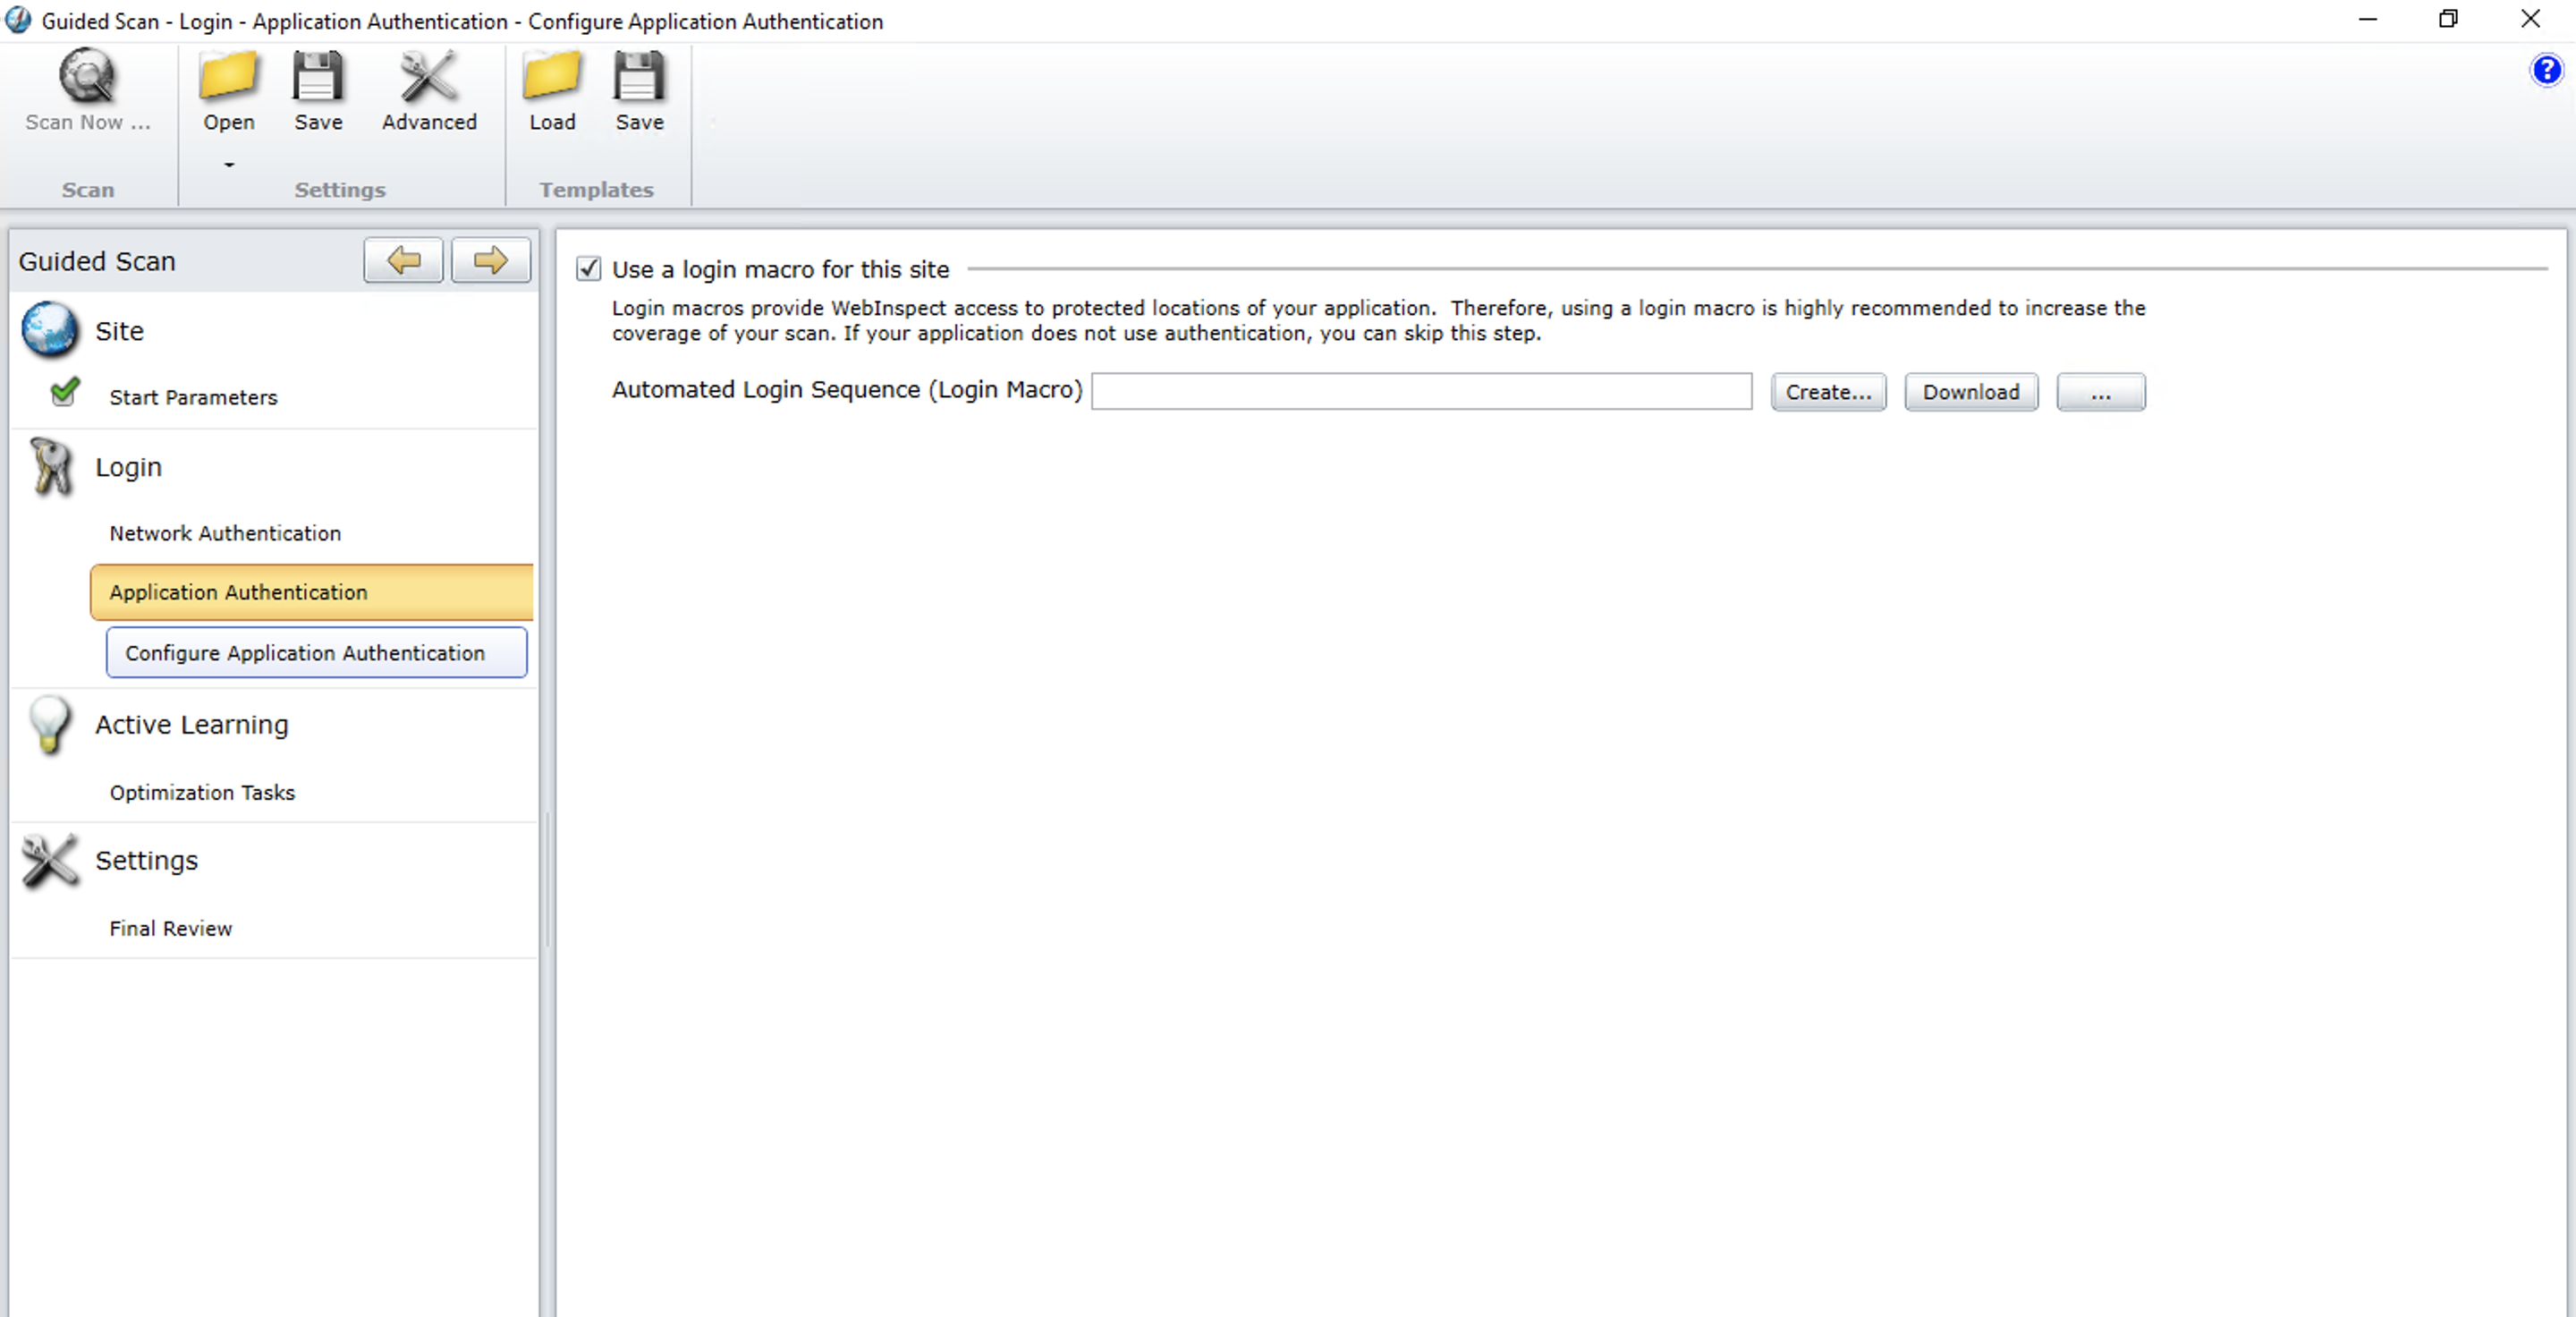 Guided Scan - Login - Application Authentication - Configure Application Authentication
Scan Now ...
Open
Save
Advanced
Load
Save
Scan
Settings
Templates
?
Guided Scan
Site
Start Parameters
Login
Network Authentication
Application Authentication
Configure Application Authentication
Active Learning
Optimization Tasks
Settings
Final Review
Use a login macro for this site
Login macros provide WebInspect access to protected locations of your application.  Therefore, using a login macro is highly recommended to increase the
coverage of your scan. If your application does not use authentication, you can skip this step.
Automated Login Sequence (Login Macro)
Create...
Download
...